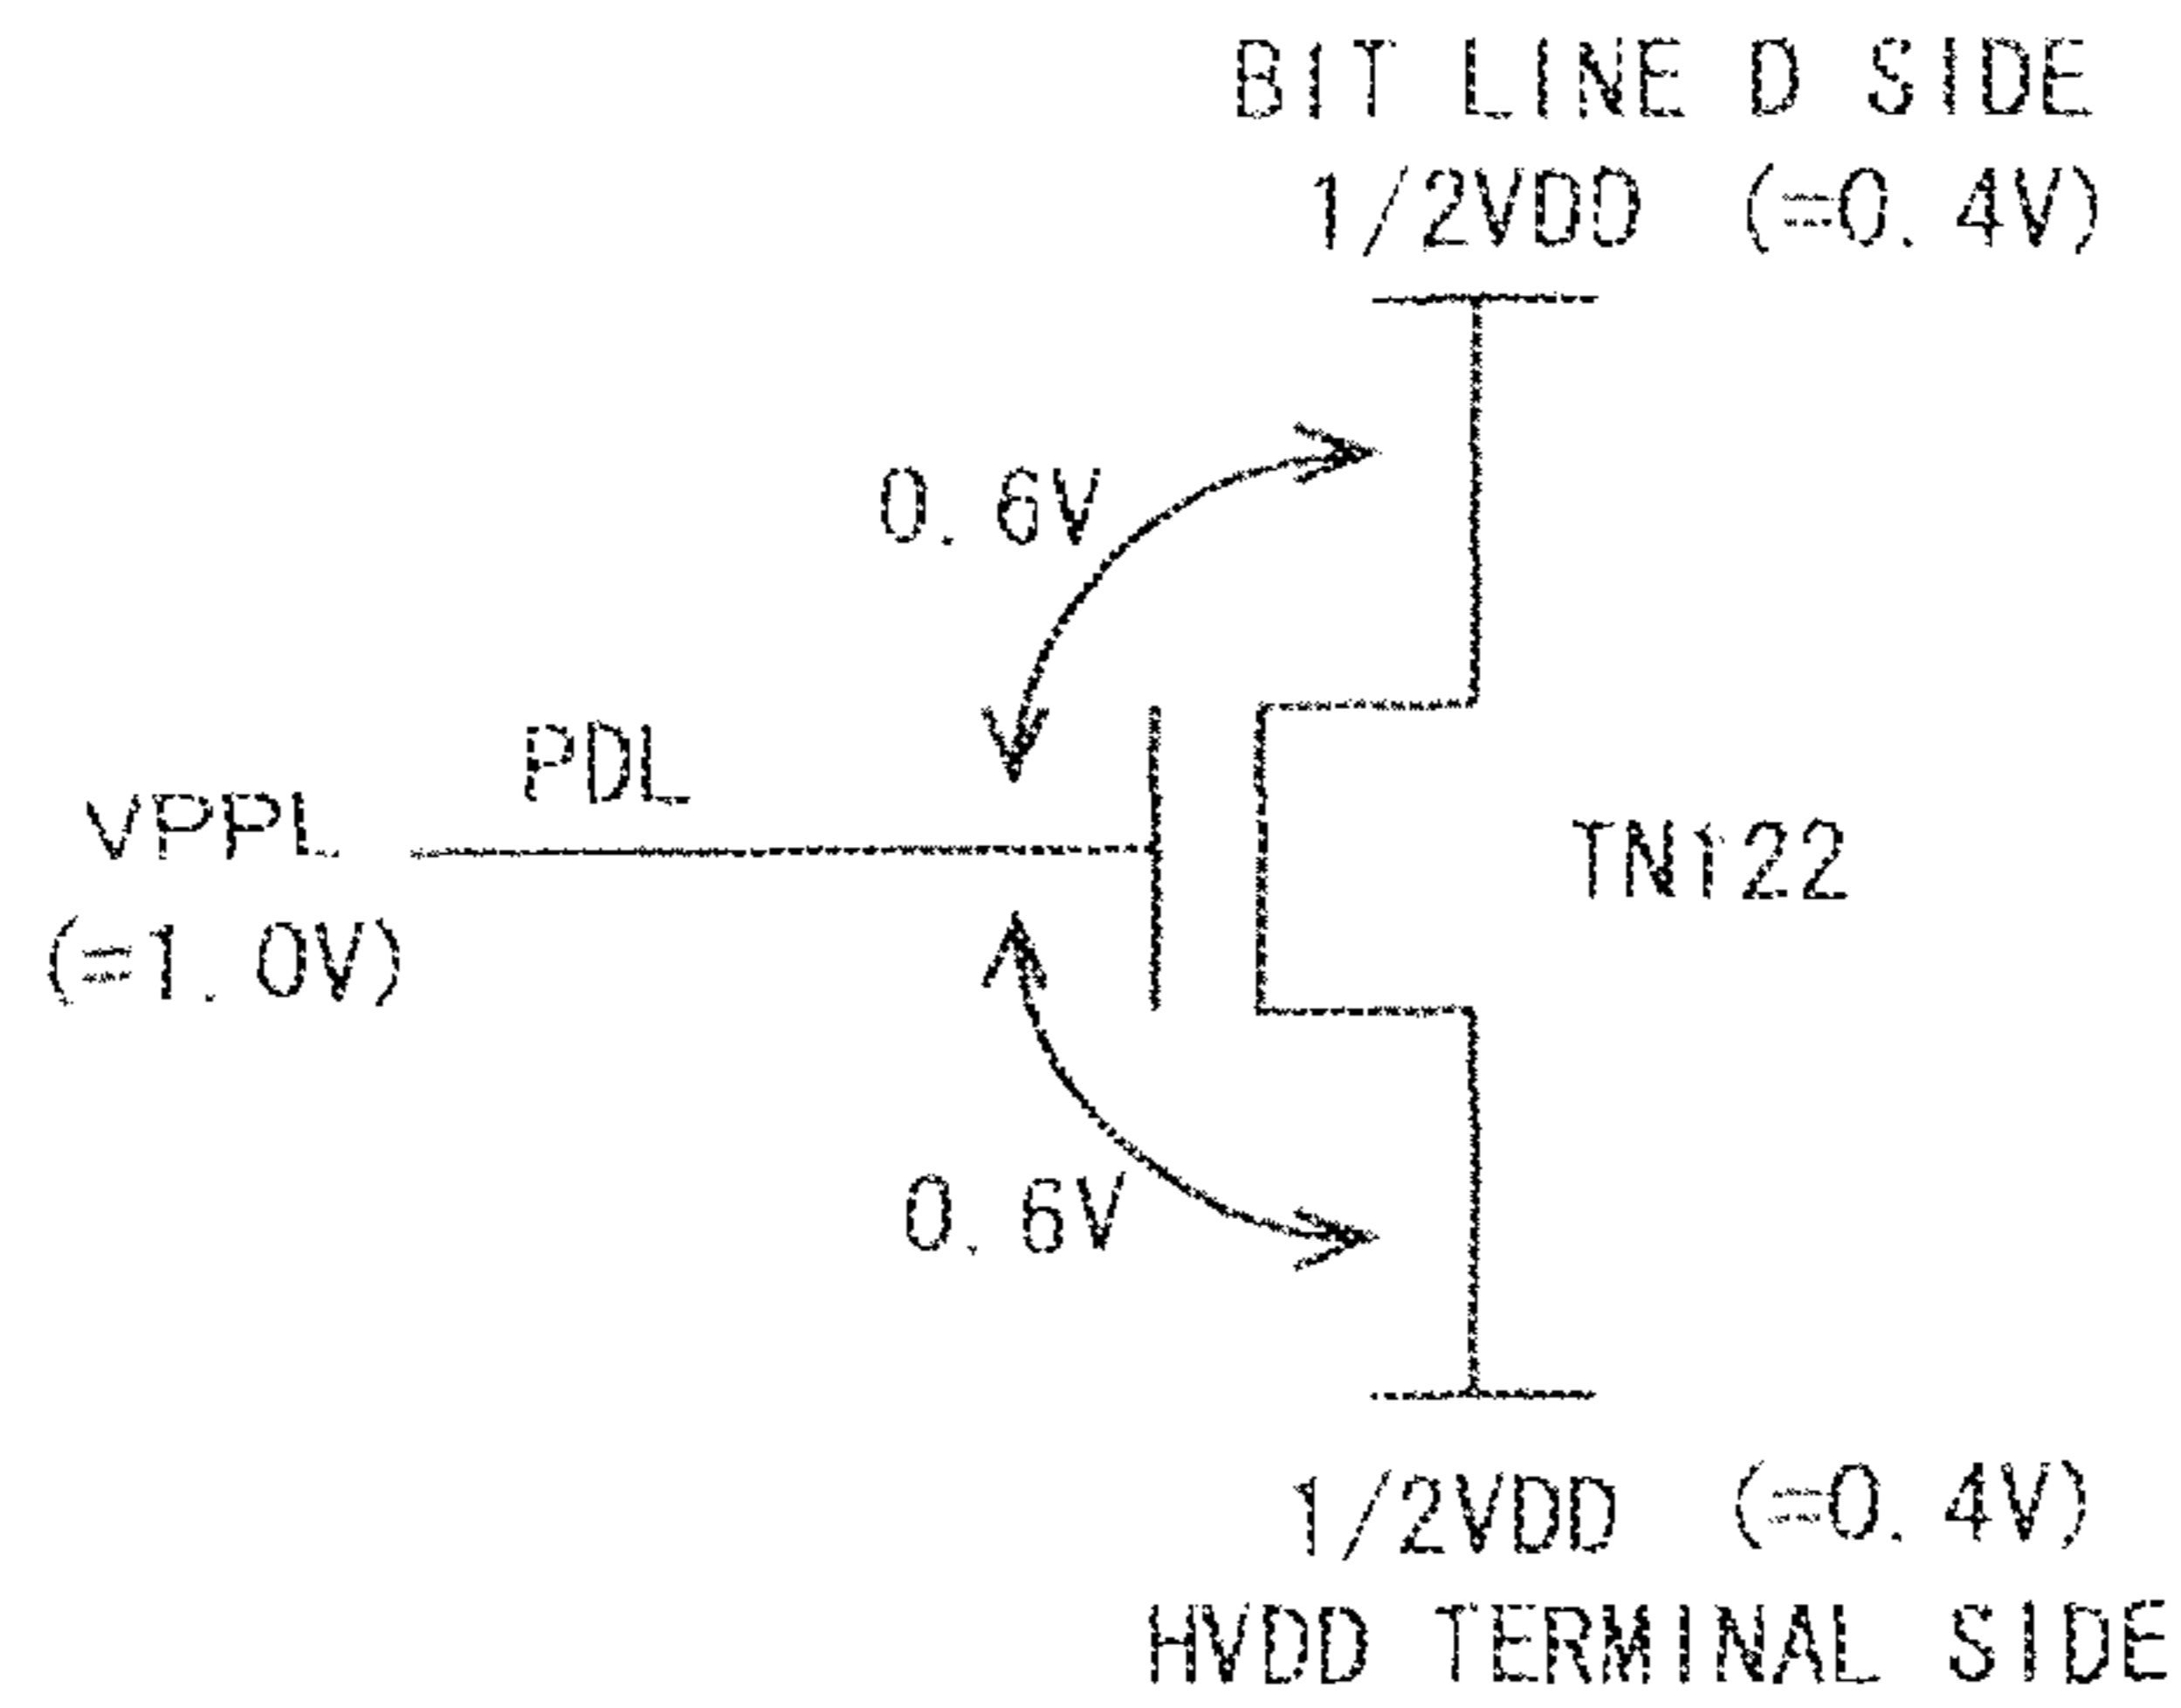 BIT LINE D SIDE
1/2VDD (=0.4V)
0.6V
PDL
VPPL
(=1.0V)
TN122
0.6V
1/2VDD (=0.4V)
HVDD TERMINAL SIDE